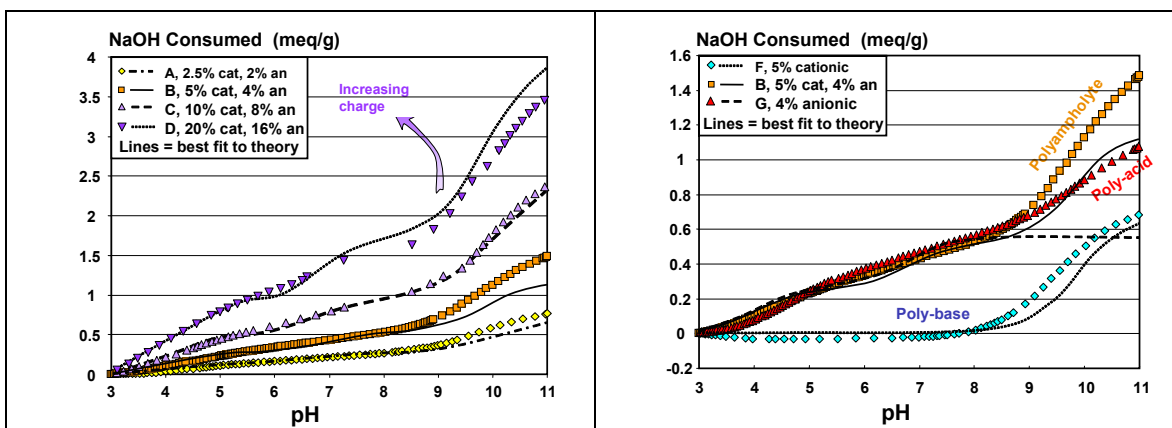 NaOH Consumed (meq/g)
4
3.5
3
2.5
2
1.5
1
0.5
0
A, 2.5% cat, 2% an
B, 5% cat, 4% an
C, 10% cat, 8% an
D, 20% cat, 16% an
Lines = best fit to theory
Increasing
charge
3 4 5 6 7 8 9 10 11
pH
NaOH Consumed (meq/g)
1.6
1.4
1.2
1
0.8
0.6
0.4
0.2
0
-0.2
F, 5% cationic
B, 5% cat, 4% an
G, 4% anionic
Lines = best fit to theory
Polyampholyte
Poly-acid
Poly-base
3 4 5 6 7 8 9 10 11
pH